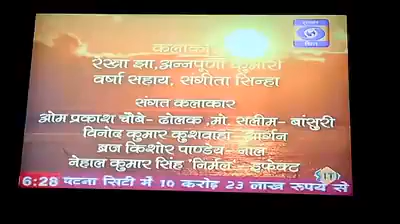 कलाकार
रेखा झा,अन्नपूर्णा कुमारी
वर्षा सहाय, संगीता सिन्हा
संगत कलाकार
ओम प्रकाश चौबे- ढोलक ,मो. सलीम- बांसुरी
विनोद कुमार कुशवाहा- आर्गन
ब्रज किशोर पाण्डेय- नाल
नेहाल कुमार सिंह 'निर्मल'- इफेक्ट
6:28 पटना सिटी में 10 करोड़ 23 लाख रूपये से